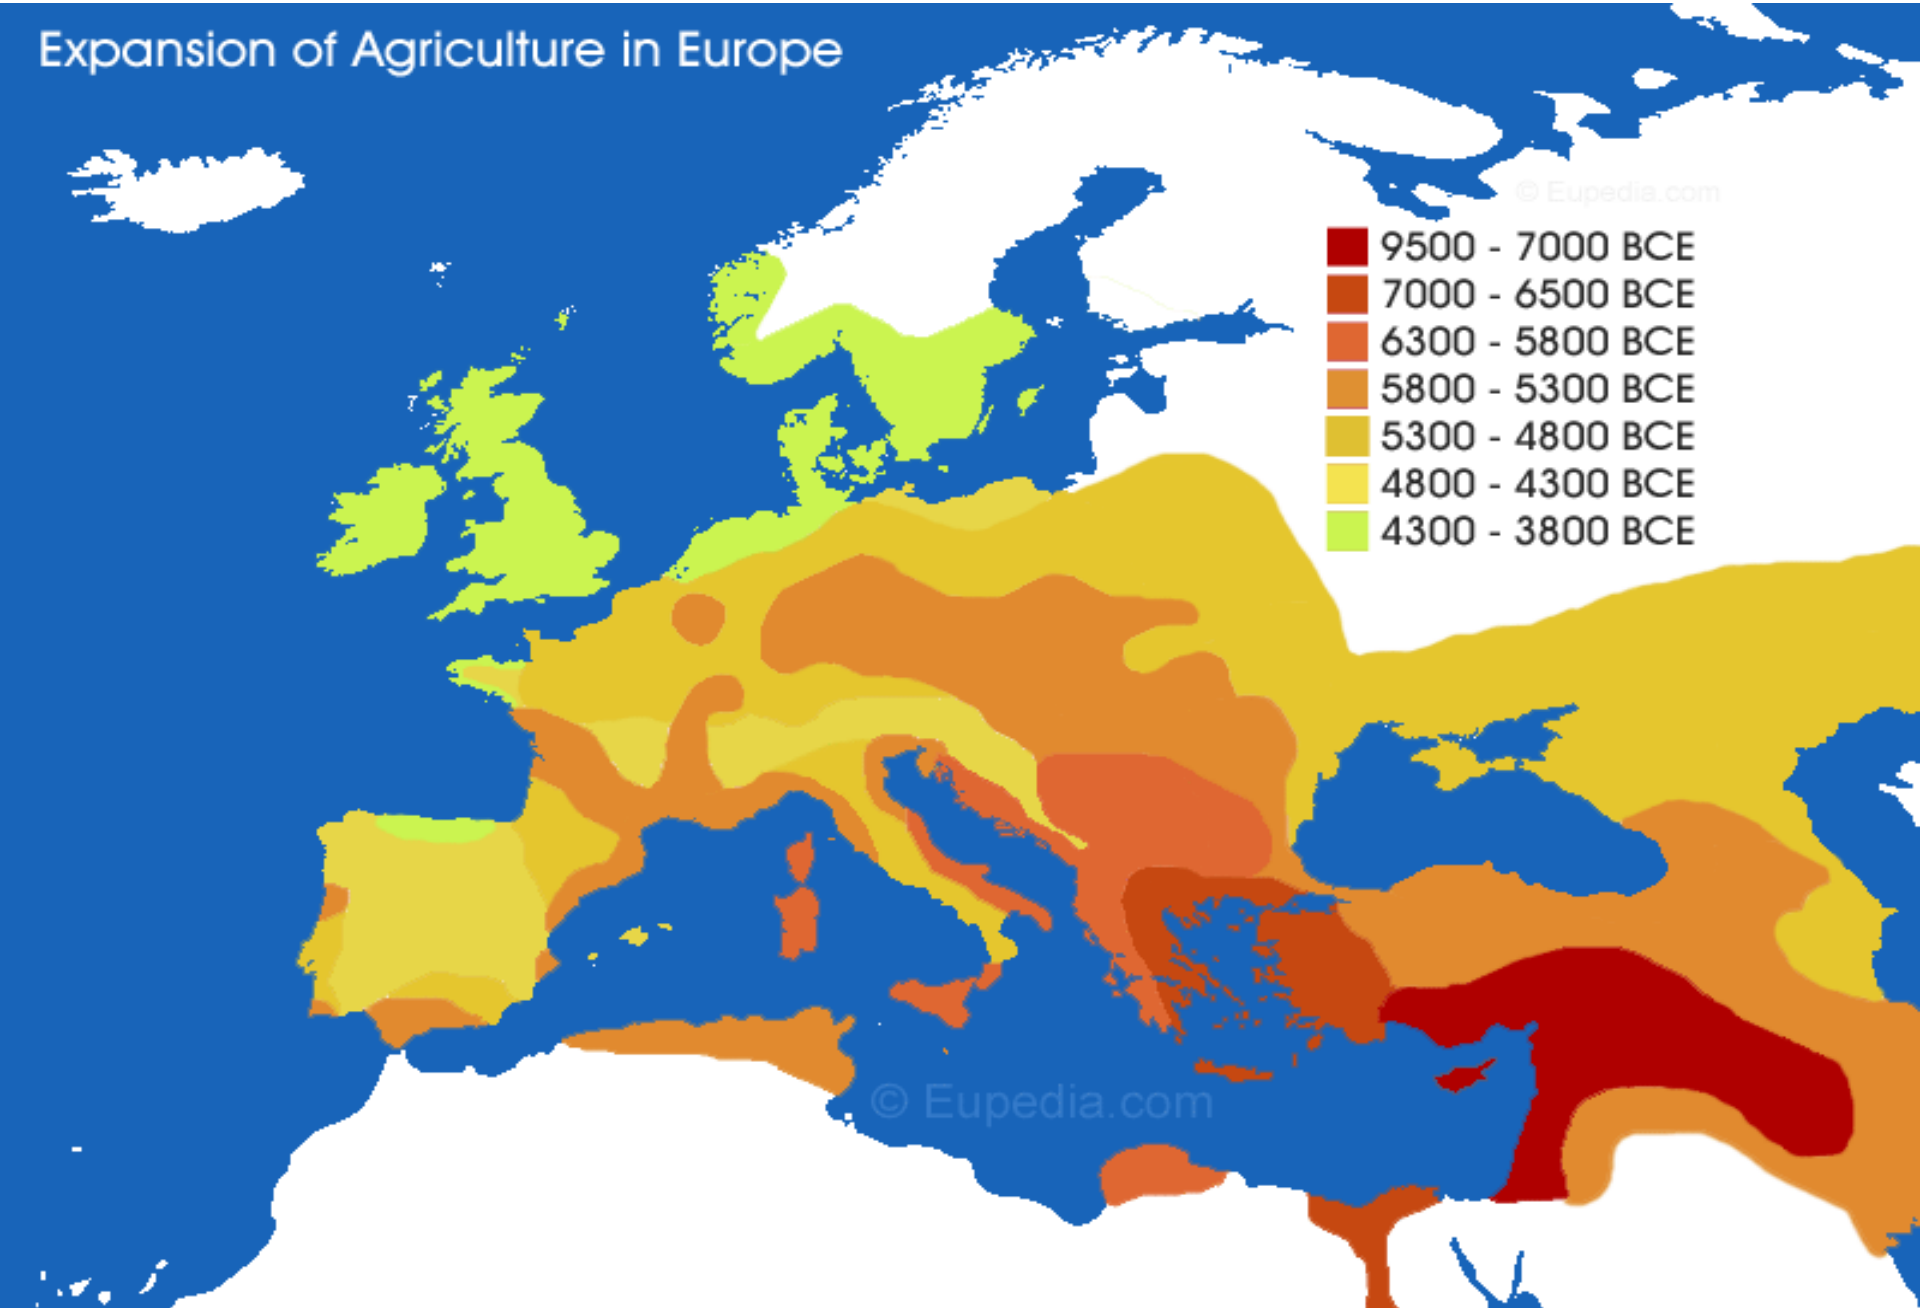 Expansion of Agriculture in Europe
© Eupedia.com
9500 - 7000 BCE
7000 - 6500 BCE
6300 - 5800 BCE
5800 - 5300 BCE
5300 - 4800 BCE
4800 - 4300 BCE
4300 - 3800 BCE
© Eupedia.com